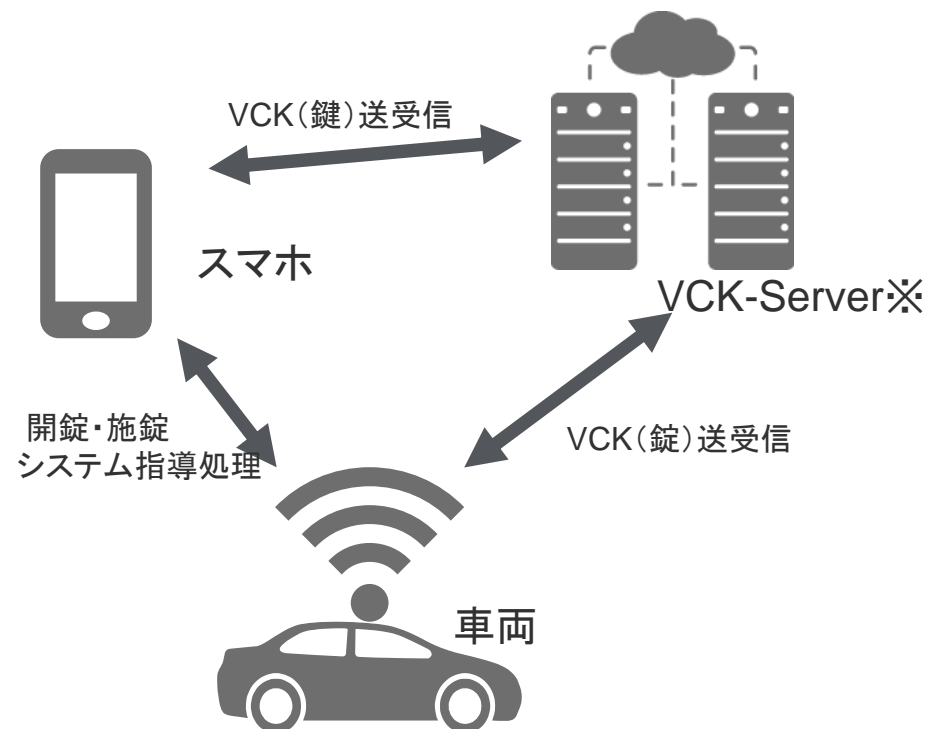 VCK(鍵)送受信
スマホ
VCK-Server※
開錠・施錠
システム指導処理
VCK(錠)送受信
車両